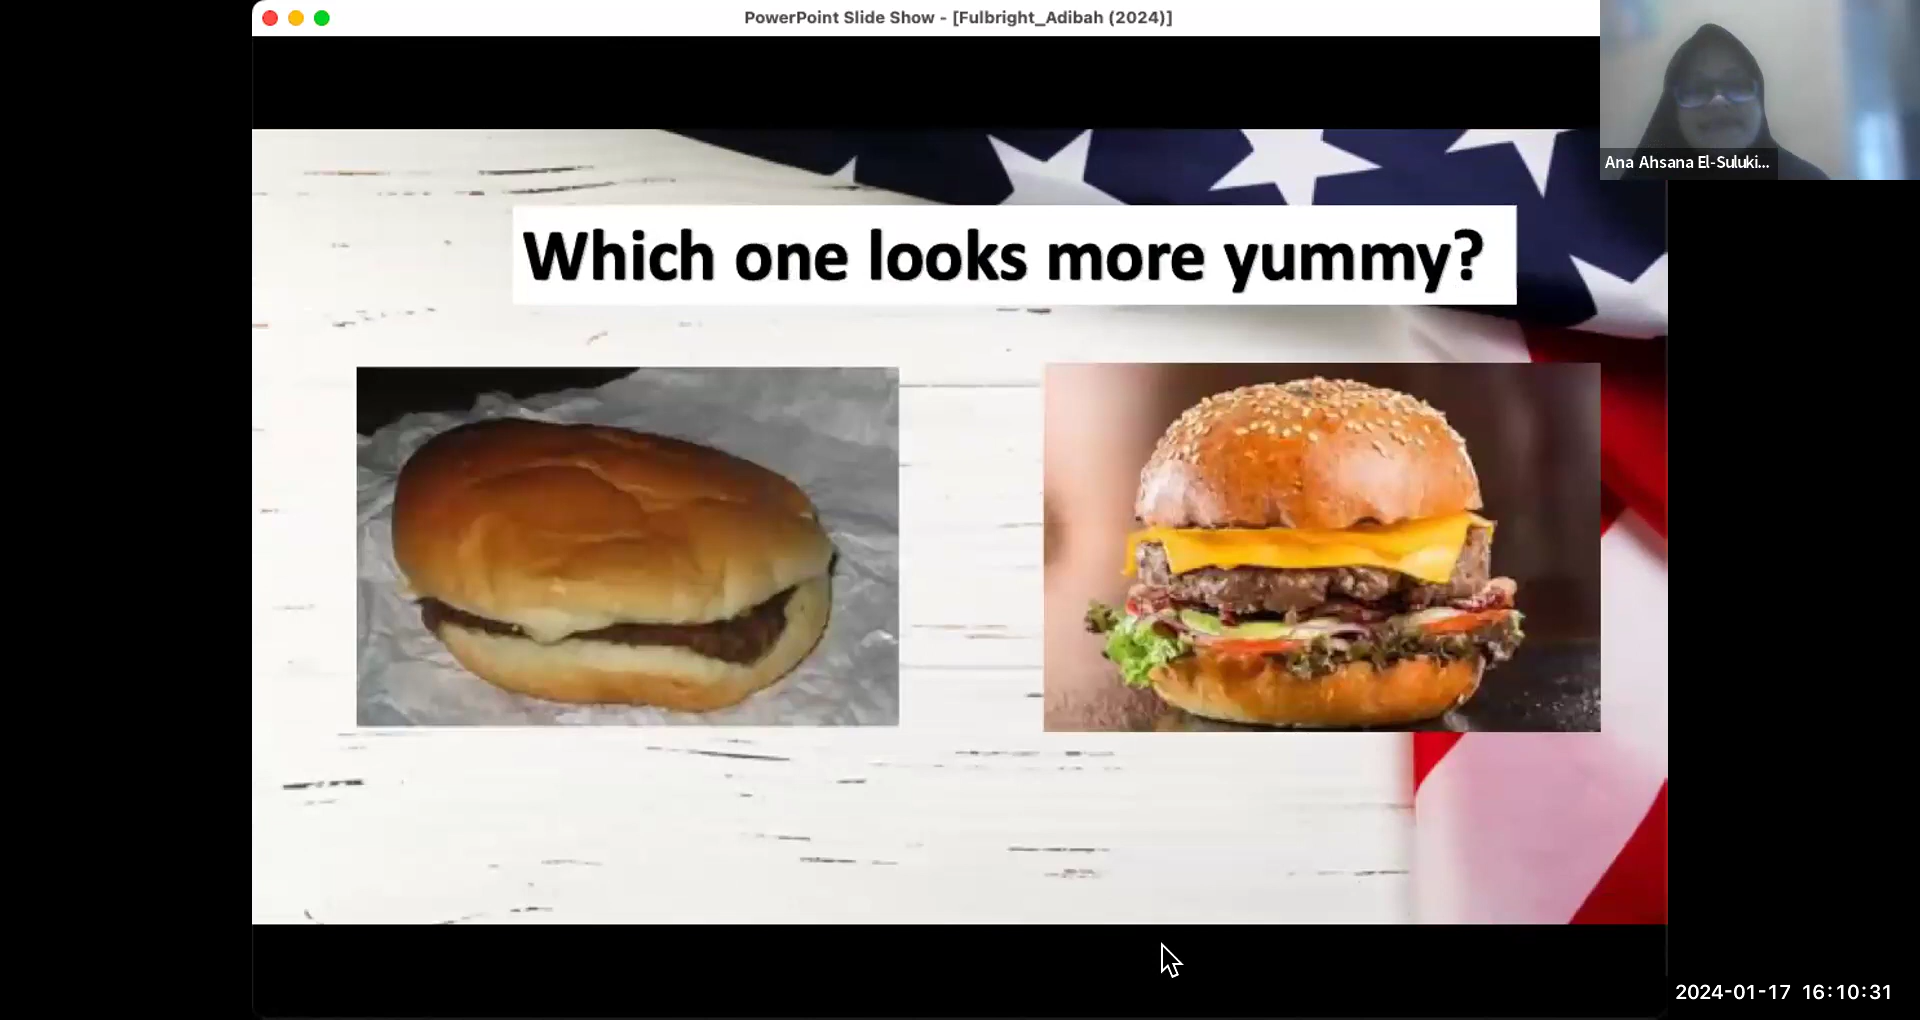 PowerPoint Slide Show - [Fulbright_Adibah (2024)]
Ana Ahsana El-Suluki...
Which one looks more yummy?
2024-01-17 16:10:31